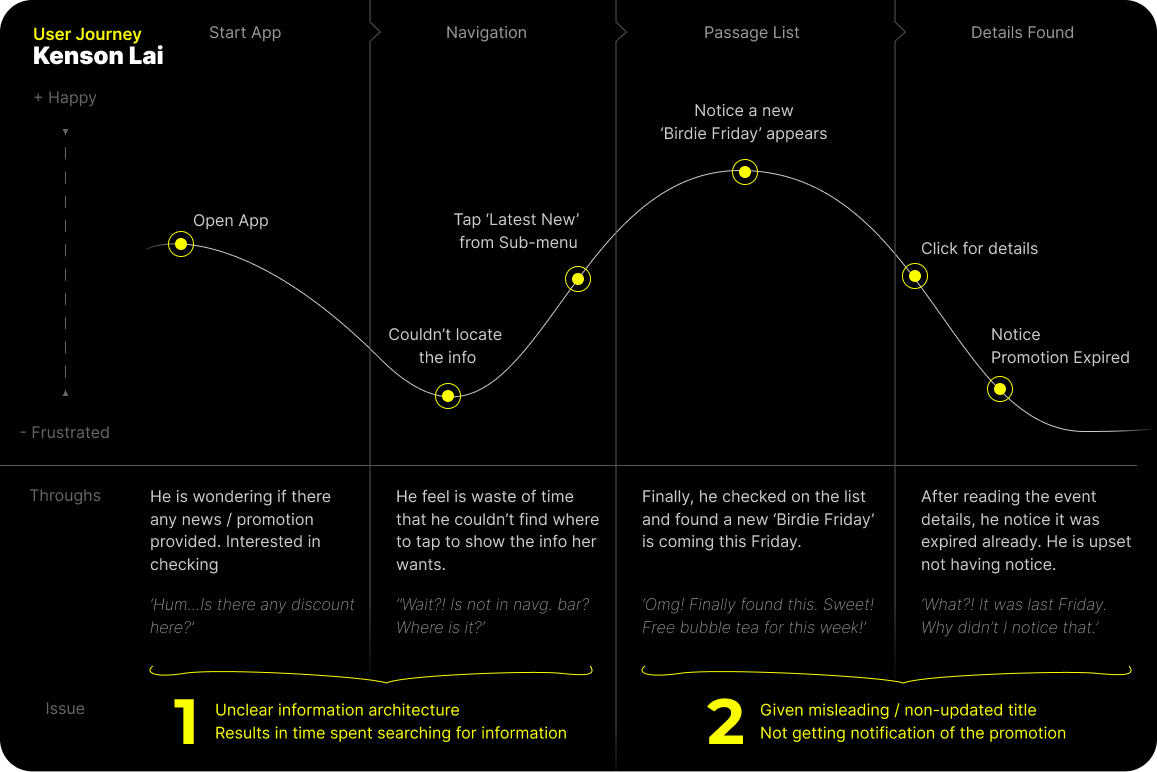 User Journey
Kenson Lai
Start App
Navigation
Passage List
Details Found
+ Happy
- Frustrated
Open App
Couldn’t locate
the info
Tap ‘Latest New’
from Sub-menu
Notice a new
‘Birdie Friday’ appears
Click for details
Notice
Promotion Expired
Throughs
He is wondering if there
any news / promotion
provided. Interested in
checking
‘Hum...Is there any discount
here?’
He feel is waste of time
that he couldn’t find where
to tap to show the info her
wants.
‘'Wait?! Is not in navg. bar?
Where is it?’
Finally, he checked on the list
and found a new ‘Birdie Friday’
is coming this Friday.
‘Omg! Finally found this. Sweet!
Free bubble tea for this week!’
After reading the event
details, he notice it was
expired already. He is upset
not having notice.
‘What?! It was last Friday.
Why didn’t I notice that.’
Issue
1
Unclear information architecture
Results in time spent searching for information
2
Given misleading / non-updated title
Not getting notification of the promotion